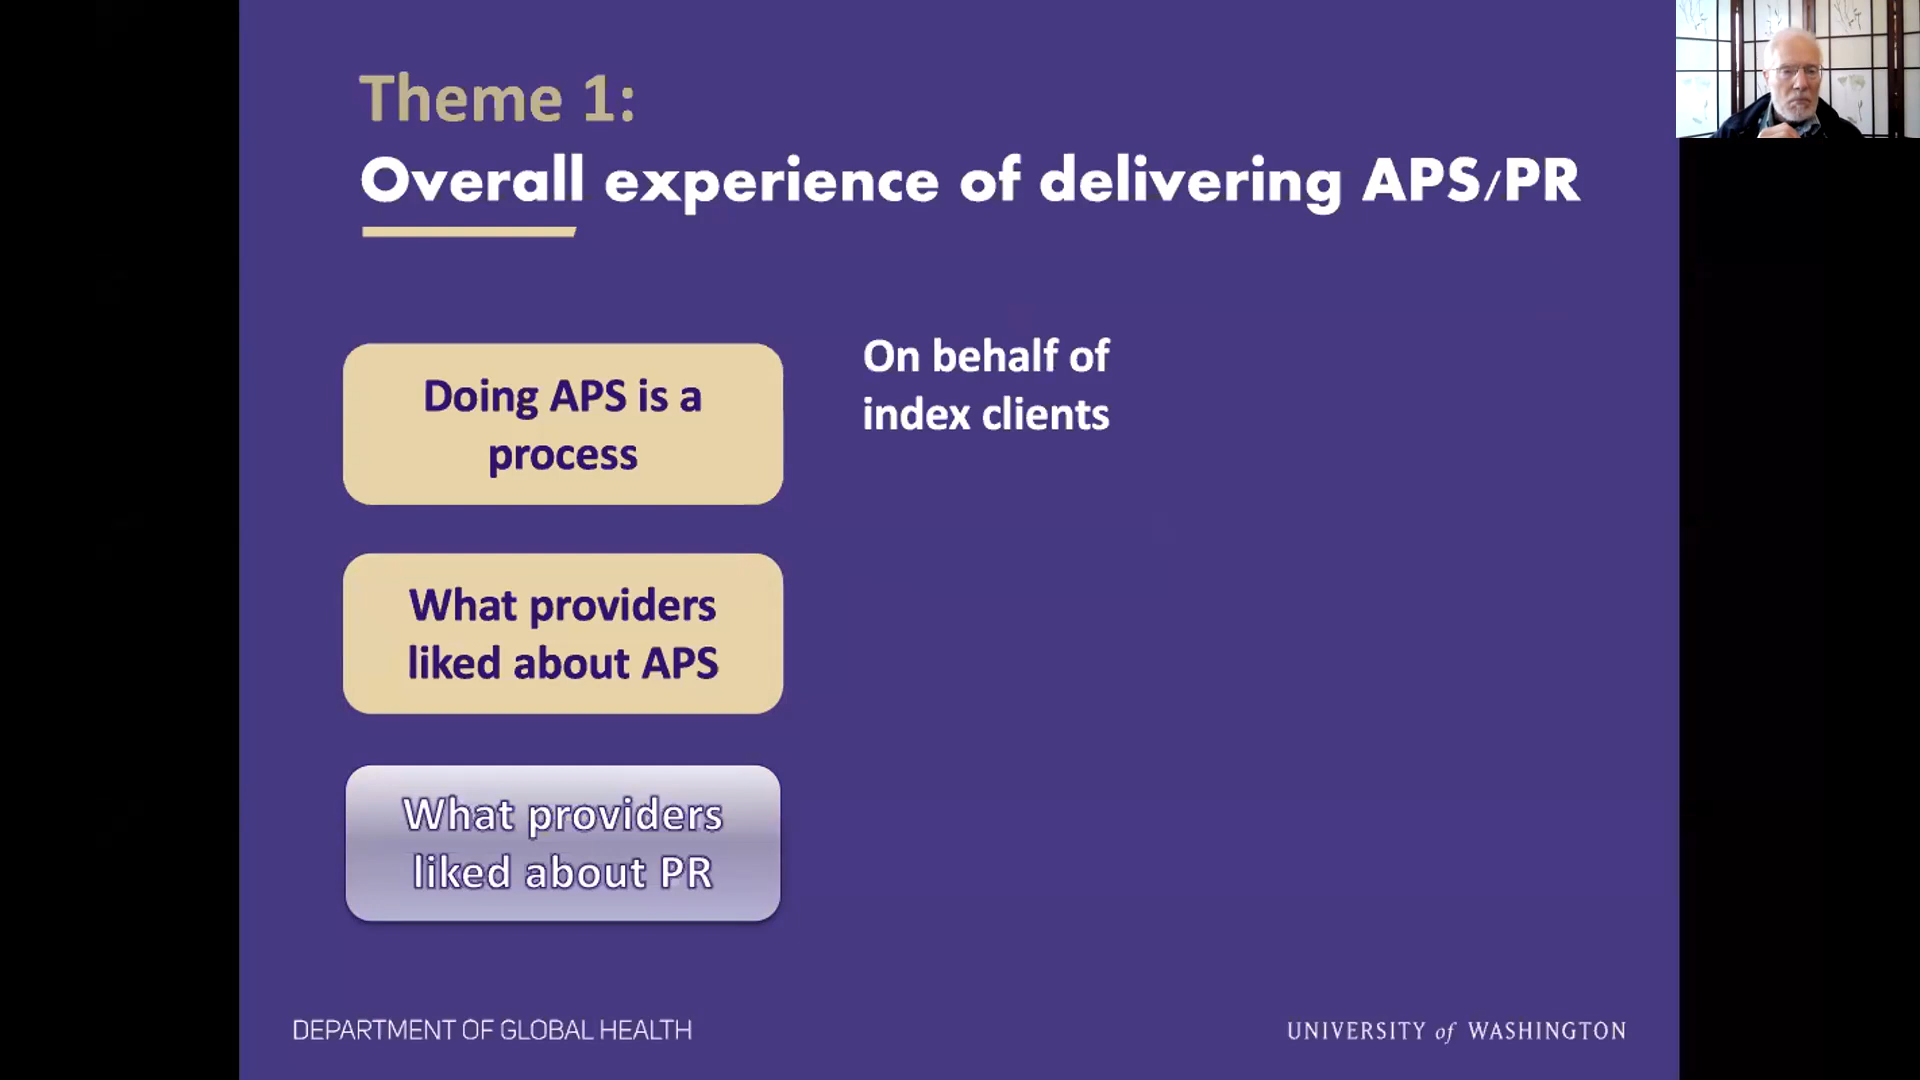 Theme 1:
Overall experience of delivering APS/PR
Doing APS is a
process
On behalf of
index clients
What providers
liked about APS
What providers
liked about PR
DEPARTMENT OF GLOBAL HEALTH
UNIVERSITY of WASHINGTON